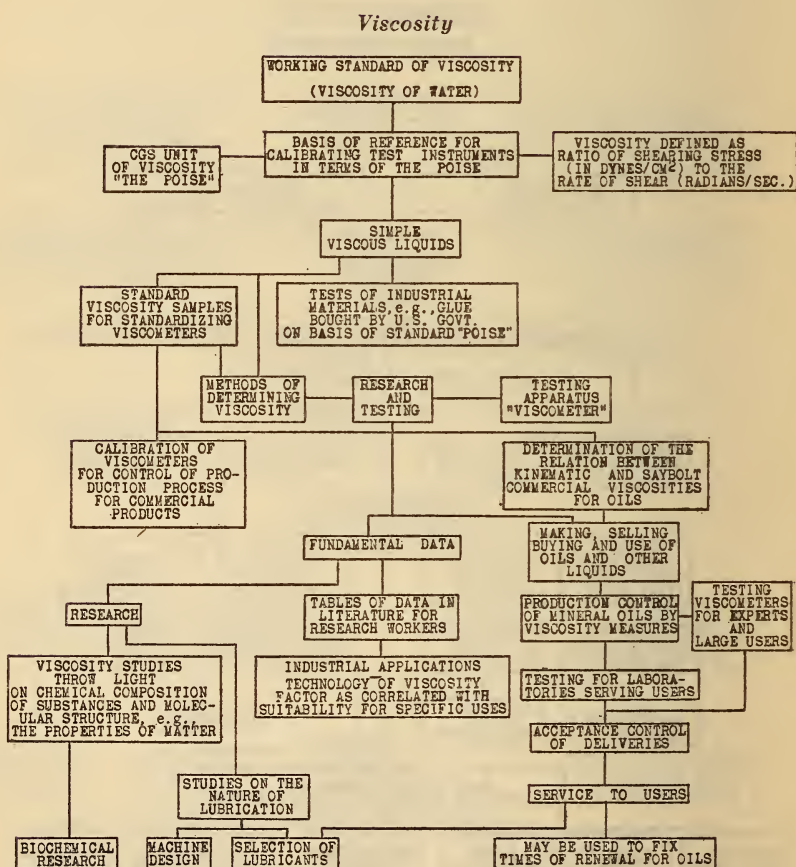 Viscosity
WORKING STANDARD OF VISCOSITY
(VISCOSITY OF WATER)
CGS UNIT
OF VISCOSITY
"THE POISE"
BASIS OF REFERENCE FOR
CALIBRATING TEST INSTRUMENTS
IN TERMS OF THE POISE
VISCOSITY DEFINED AS
RATIO OF SHEARING STRESS
(IN DYNES/CM2) TO THE
RATE OF SHEAR (RADIANS/SEC.)
SIMPLE
VISCOUS LIQUIDS
STANDARD
VISCOSITY SAMPLES
FOR STANDARDIZING
VISCOMETERS
TESTS OF INDUSTRIAL
MATERIALS, e.g., GLUE
BOUGHT BY U.S. GOVT.
ON BASIS OF STANDARD "POISE"
METHODS OF
DETERMINING
VISCOSITY
RESEARCH
AND
TESTING
TESTING
APPARATUS
"VISCOMETER"
CALIBRATION OF
VISCOMETERS
FOR CONTROL OF PRO-
DUCTION PROCESS
FOR COMMERCIAL
PRODUCTS
DETERMINATION OF THE
RELATION BETWEEN
KINEMATIC AND SAYBOLT
COMMERCIAL VISCOSITIES
FOR OILS
FUNDAMENTAL DATA
MAKING, SELLING
BUYING AND USE OF
OILS AND OTHER
LIQUIDS
RESEARCH
TABLES OF DATA IN
LITERATURE FOR
RESEARCH WORKERS
PRODUCTION CONTROL
OF MINERAL OILS BY
VISCOSITY MEASURES
TESTING
VISCOMETERS
FOR EXPERTS
AND
LARGE USERS
VISCOSITY STUDIES
THROW LIGHT
ON CHEMICAL COMPOSITION
OF SUBSTANCES AND MOLEC-
ULAR STRUCTURE, e.g.,
THE PROPERTIES OF MATTER
INDUSTRIAL APPLICATIONS
TECHNOLOGY OF VISCOSITY
FACTOR AS CORRELATED WITH
SUITABILITY FOR SPECIFIC USES
TESTING FOR LABORA-
TORIES SERVING USERS
ACCEPTANCE CONTROL
OF DELIVERIES
STUDIES ON THE
NATURE OF
LUBRICATION
SERVICE TO USERS
BIOCHEMICAL
RESEARCH
MACHINE
DESIGN
SELECTION OF
LUBRICANTS
MAY BE USED TO FIX
TIMES OF RENEWAL FOR OILS